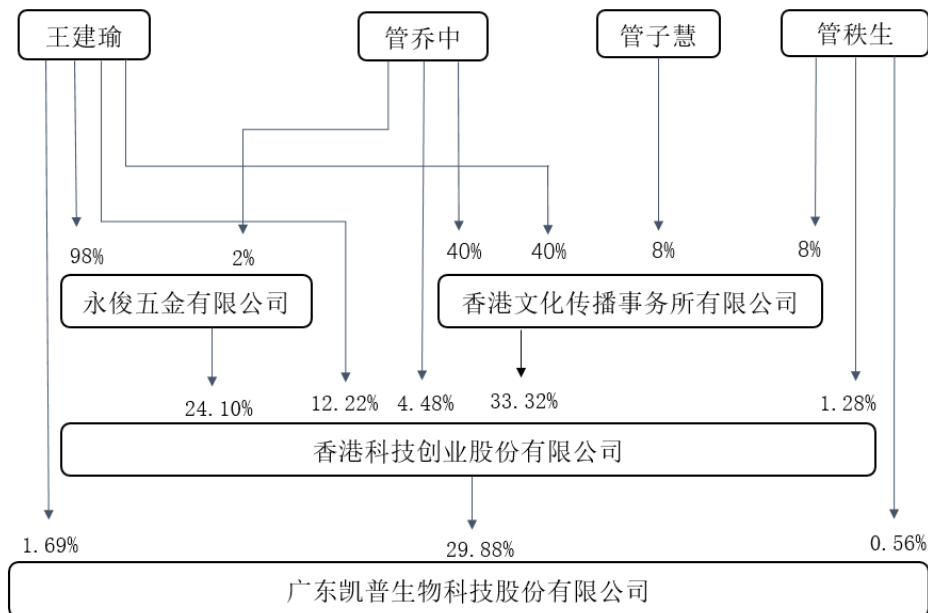 王建瑜 管乔中 管子慧 管秩生
98% 2% 40% 40% 8% 8%
永俊五金有限公司 香港文化传播事务所有限公司
24.10% 12.22% 4.48% 33.32% 1.28%
香港科技创业股份有限公司
1.69% 29.88% 0.56%
广东凯普生物科技股份有限公司